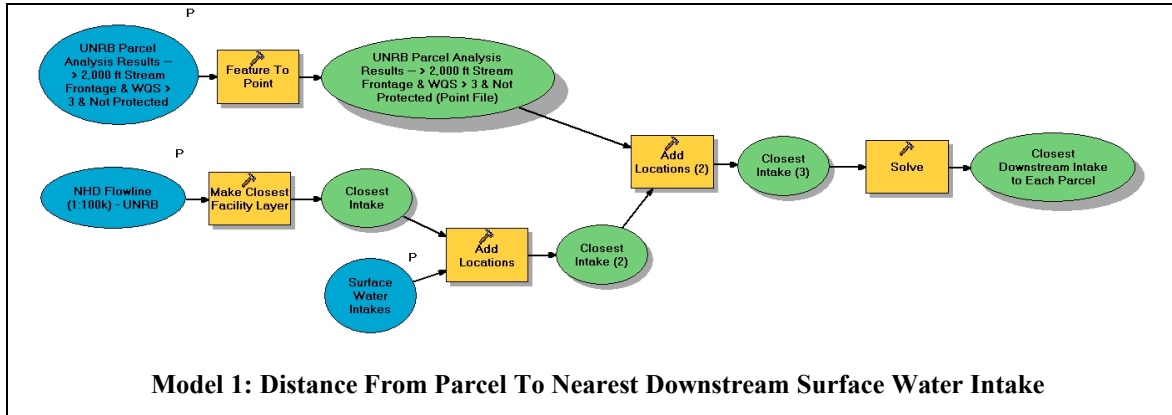 P
UNRB Parcel
Analysis Results –
> 2,000 ft Stream
Frontage & WQS >
3 & Not Protected
Feature To
Point
UNRB Parcel Analysis
Results – > 2,000 ft Stream
Frontage & WQS > 3 & Not
Protected (Point File)
P
NHD Flowline
(1:100k) - UNRB
Make Closest
Facility Layer
Closest
Intake
P
Surface
Water
Intakes
Add
Locations
Closest
Intake (2)
Add
Locations (2)
Closest
Intake (3)
Solve
Closest
Downstream Intake
to Each Parcel
Model 1: Distance From Parcel To Nearest Downstream Surface Water Intake